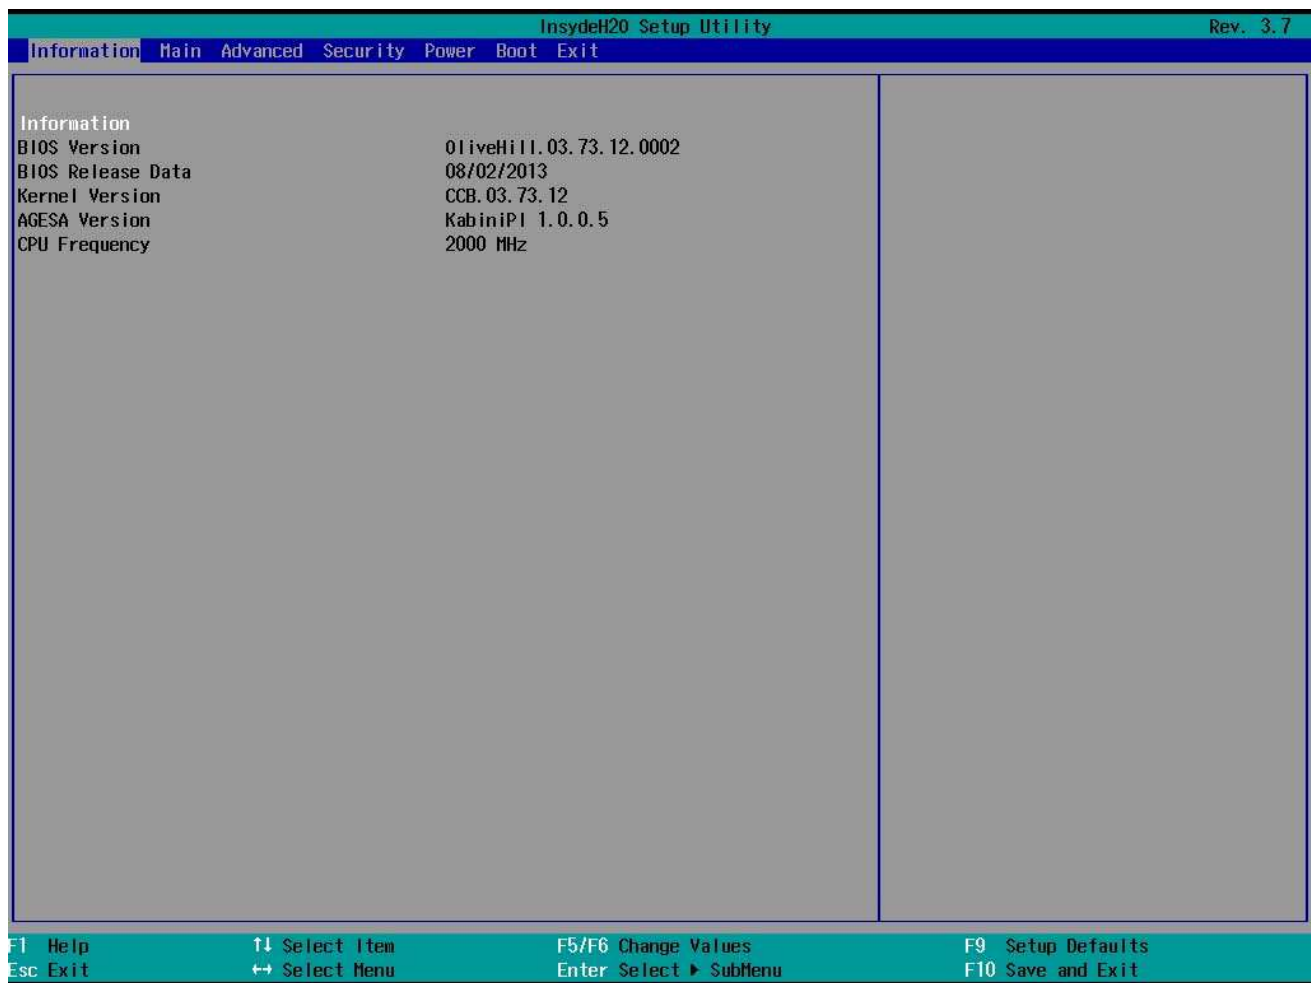 InsydeH20 Setup Utility Rev. 3.7
Information Main Advanced Security Power Boot Exit
Information
BIOS Version OliveHill.03.73.12.0002
BIOS Release Data 08/02/2013
Kernel Version CCB.03.73.12
AGESA Version KabiniPI 1.0.0.5
CPU Frequency 2000 MHz
F1 Help ↑↓ Select Item F5/F6 Change Values F9 Setup Defaults
Esc Exit ↔ Select Menu Enter Select ▶ SubMenu F10 Save and Exit